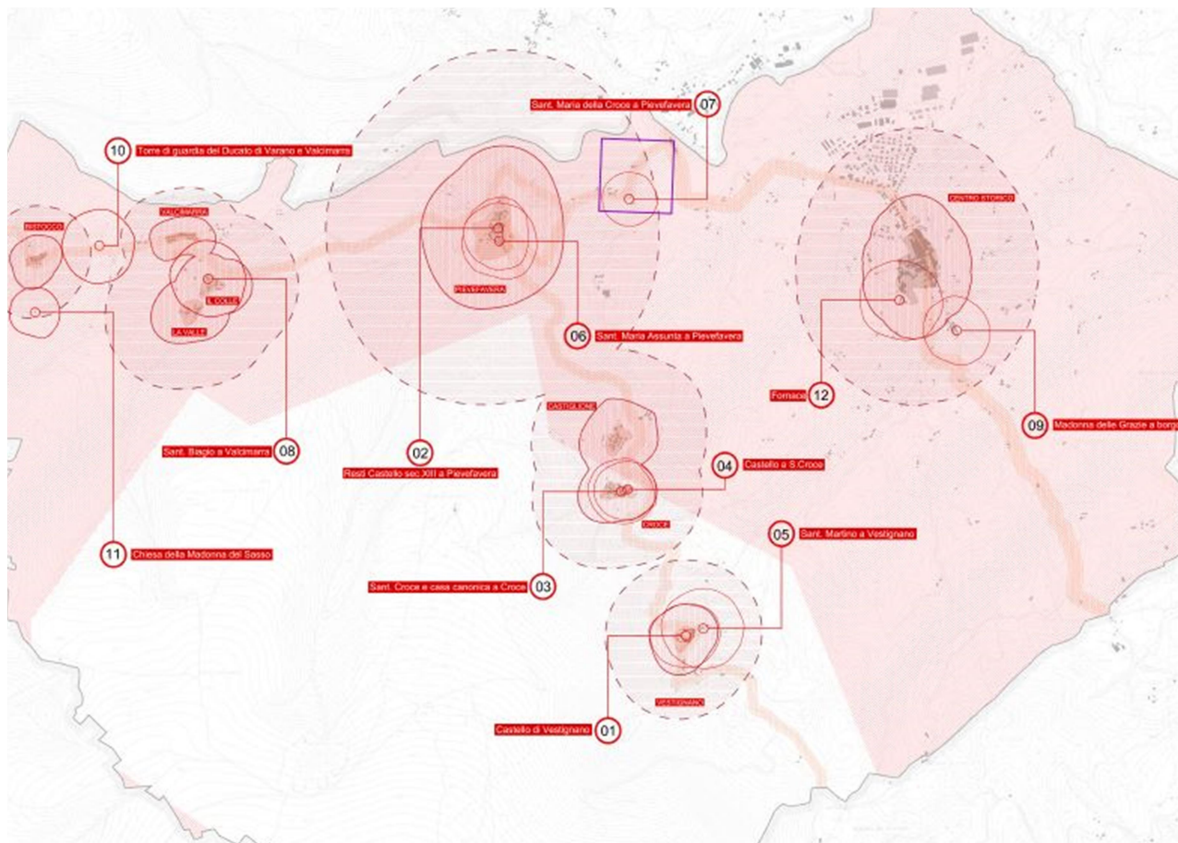 Sant. Maria della Croce a Pievefavera
07
10
Torre di guardia del Ducato di Varano e Valcimarra
CENTRO STORICO
VALCIMARRA
BISTOCCO
PIEVEFAVERA
IL COLLE
LA VALLE
06
Sant. Maria Assunta a Pievefavera
Fornace
12
CASTIGLIONE
09
Madonna delle Grazie a borgo
Sant. Biagio a Valcimarra
08
02
Resti Castello sec.XIII a Pievefavera
04
Castello a S.Croce
CROCE
05
Sant. Martino a Vestignano
11
Chiesa della Madonna del Sasso
Sant. Croce e casa canonica a Croce
03
VESTIGNANO
Castello di Vestignano
01